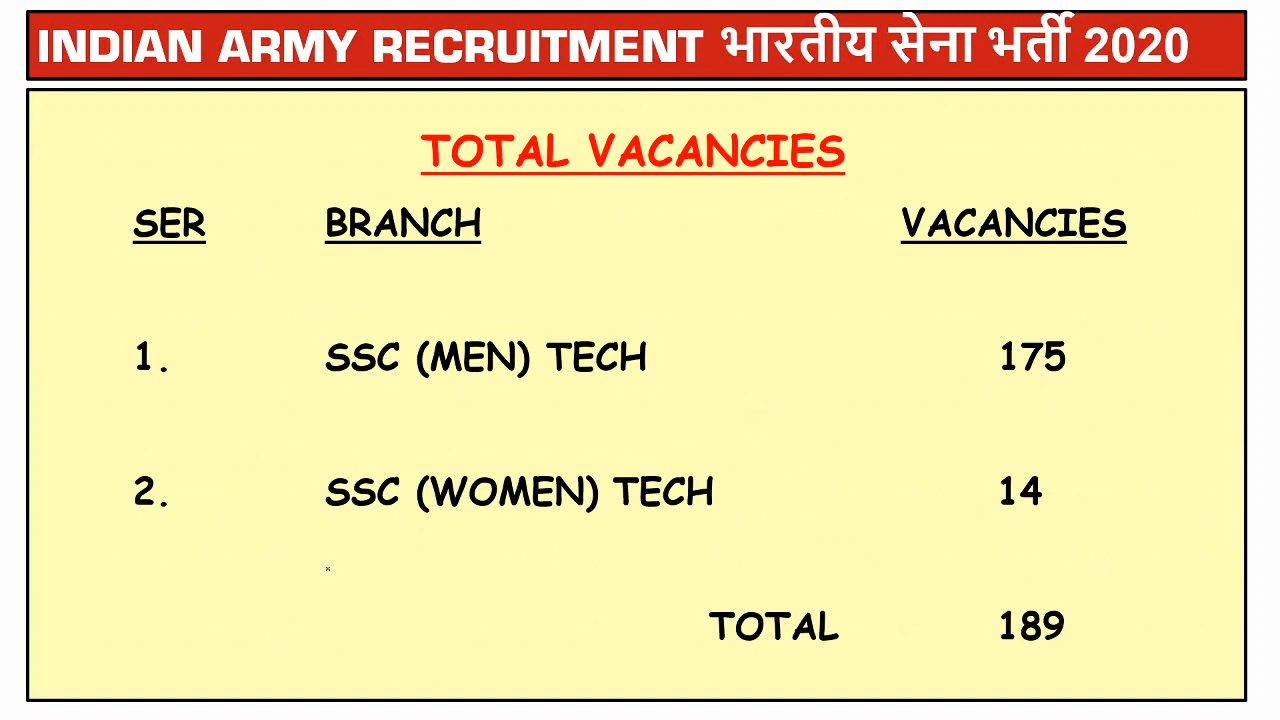 INDIAN ARMY RECRUITMENT भारतीय सेना भर्ती 2020
TOTAL VACANCIES
SER BRANCH VACANCIES
1. SSC (MEN) TECH 175
2. SSC (WOMEN) TECH 14
TOTAL 189